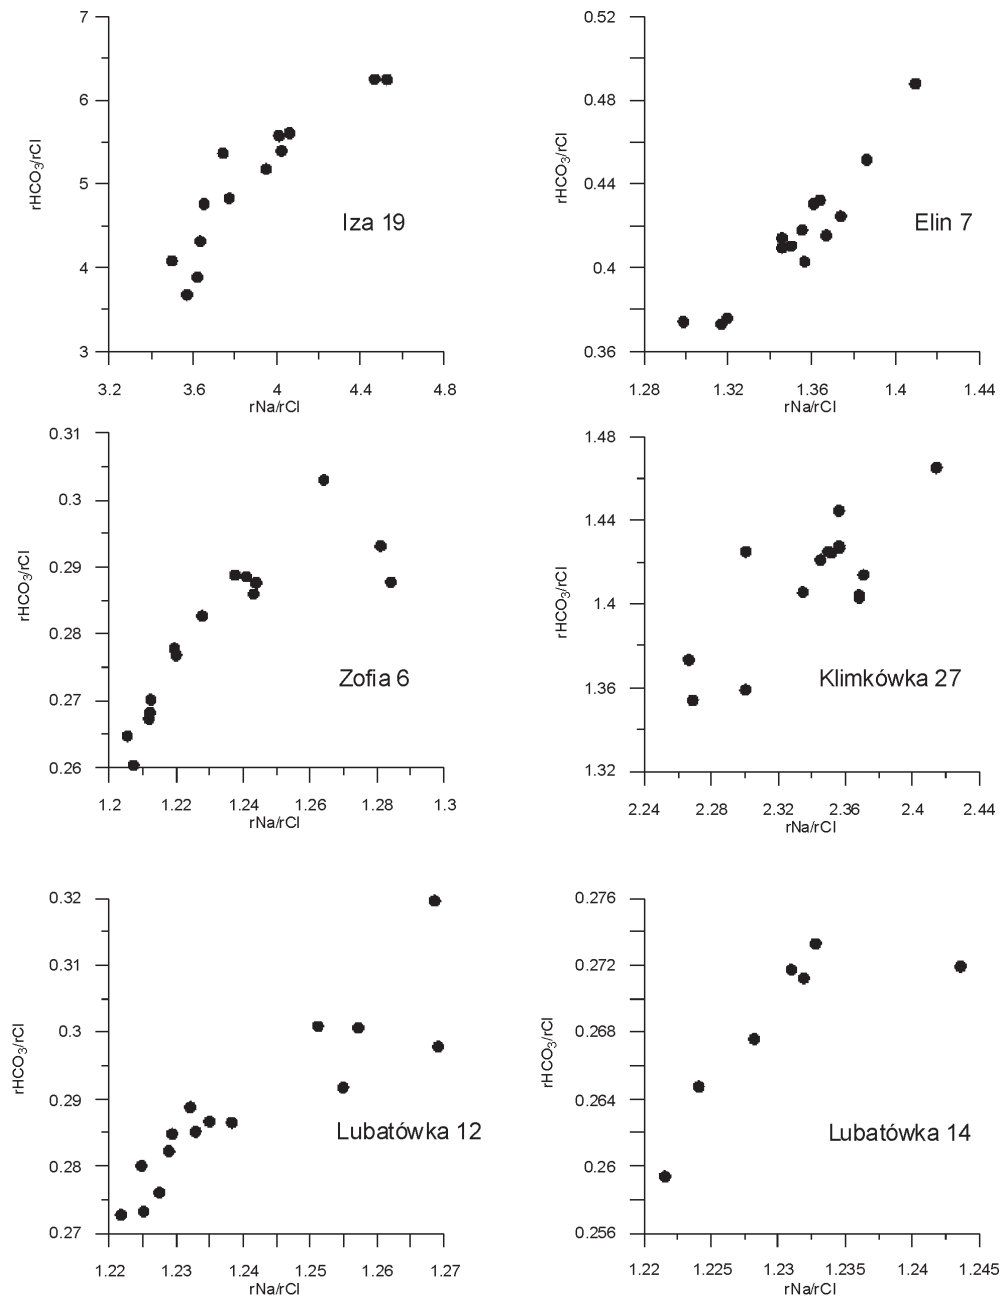 7
6
5
4
3
rHCO3/rCl
Iza 19
3.2 3.6 4 4.4 4.8
rNa/rCl
0.52
0.48
0.44
0.4
0.36
rHCO3/rCl
Elin 7
1.28 1.32 1.36 1.4 1.44
rNa/rCl
0.31
0.3
0.29
0.28
0.27
0.26
rHCO3/rCl
Zofia 6
1.2 1.22 1.24 1.26 1.28 1.3
rNa/rCl
1.48
1.44
1.4
1.36
1.32
rHCO3/rCl
Klimkówka 27
2.24 2.28 2.32 2.36 2.4 2.44
rNa/rCl
0.32
0.31
0.3
0.29
0.28
0.27
rHCO3/rCl
Lubatówka 12
1.22 1.23 1.24 1.25 1.26 1.27
rNa/rCl
0.276
0.272
0.268
0.264
0.26
0.256
rHCO3/rCl
Lubatówka 14
1.22 1.225 1.23 1.235 1.24 1.245
rNa/rCl